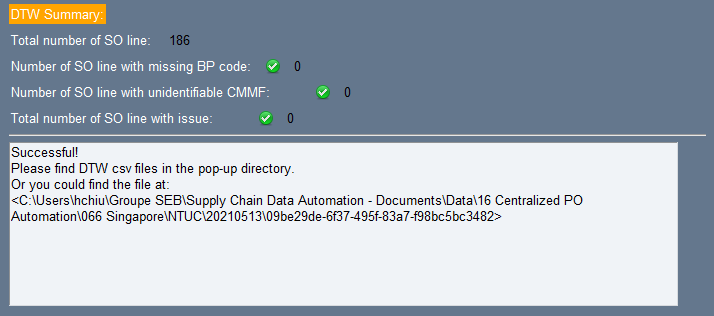 DTW Summary:
Total number of SO line: 186
Number of SO line with missing BP code: 0
Number of SO line with unidentifiable CMMF: 0
Total number of SO line with issue: 0
Successful!
Please find DTW csv files in the pop-up directory.
Or you could find the file at:
<C:\Users\hchiu\Groupe SEB\Supply Chain Data Automation - Documents\Data\16 Centralized PO
Automation\066 Singapore\NTUC\20210513\09be29de-6f37-495f-83a7-f98bc5bc3482>